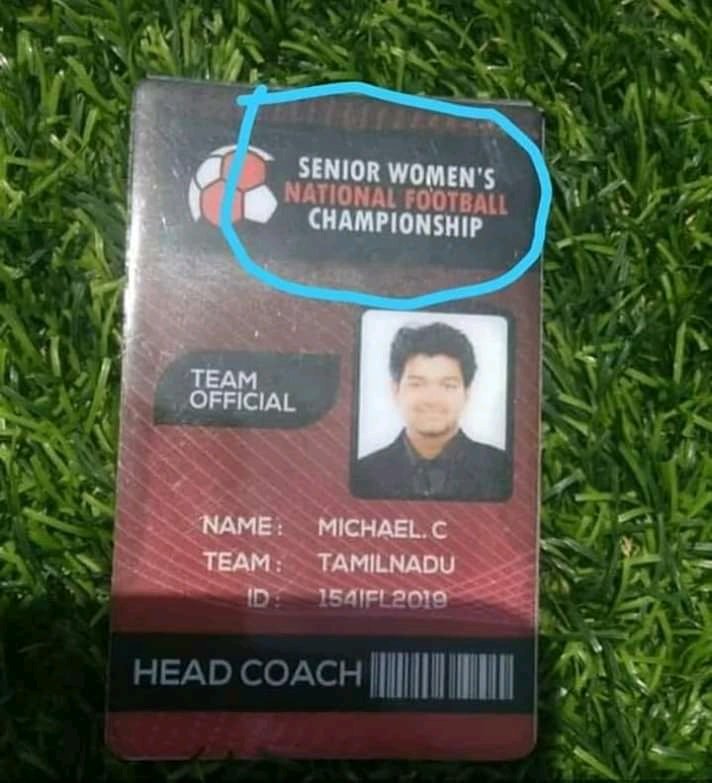 SENIOR WOMEN'S
NATIONAL FOOTBALL
CHAMPIONSHIP
TEAM
OFFICIAL
NAME: MICHAEL. C
TEAM: TAMILNADU
ID: 154IFL2019
HEAD COACH